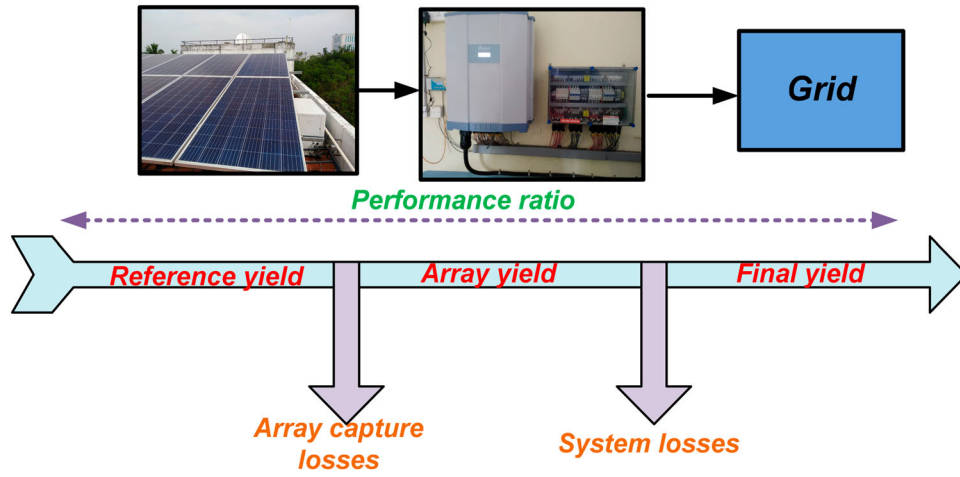 Grid
Performance ratio
Reference yield
Array yield
Final yield
Array capture
losses
System losses